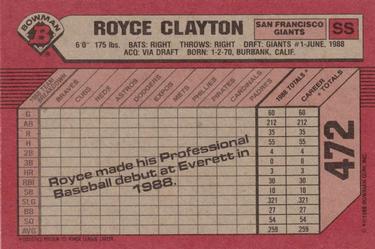 BOWMAN
B
ROYCE CLAYTON
SAN FRANCISCO
GIANTS
SS
6'0" 175 lbs. BATS: RIGHT THROWS: RIGHT DRFT: GIANTS #1-JUNE, 1988
ACQ: VIA DRAFT BORN: 1-2-70, BURBANK, CALIF.
BRAVES
CUBS
REDS
ASTROS
DODGERS
EXPOS
METS
PHILLIES
PIRATES
CARDINALS
PADRES
1988 TOTALS
CAREER
TOTALS
G 60 60
AB 212 212
R 35 35
H 55 55
2B 4 4
3B 0 0
HR 3 3
RBI 29 29
SB 10 10
SLG .321 .321
BB 27 27
SO 54 54
AVG .259 .259
Royce made his Professional
Baseball debut at Everett in
1988.
472